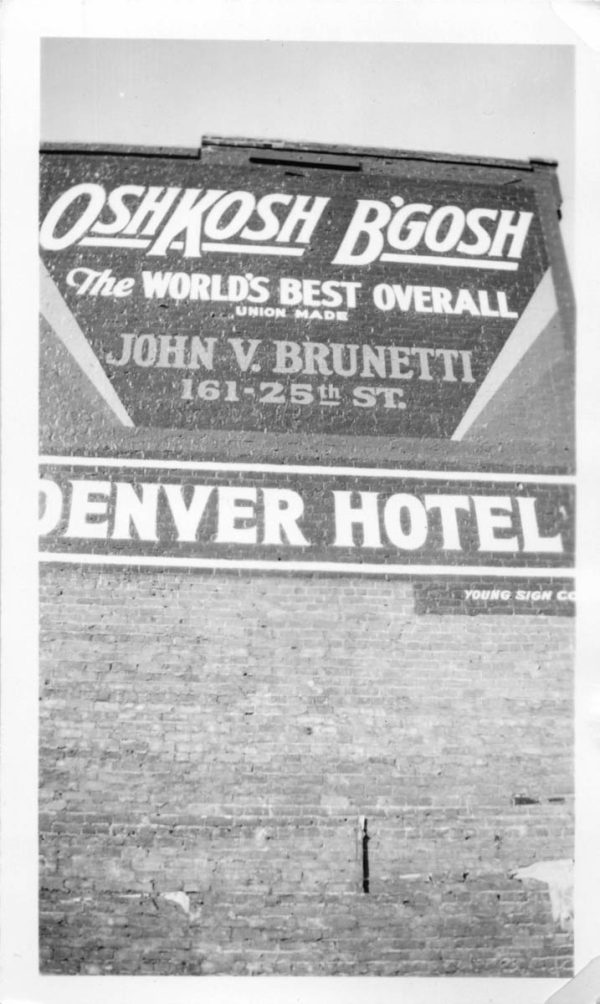 OSHKOSH B'GOSH
The WORLD'S BEST OVERALL
UNION MADE
JOHN V. BRUNETTI
161-25th ST.
DENVER HOTEL
YOUNG SIGN CO